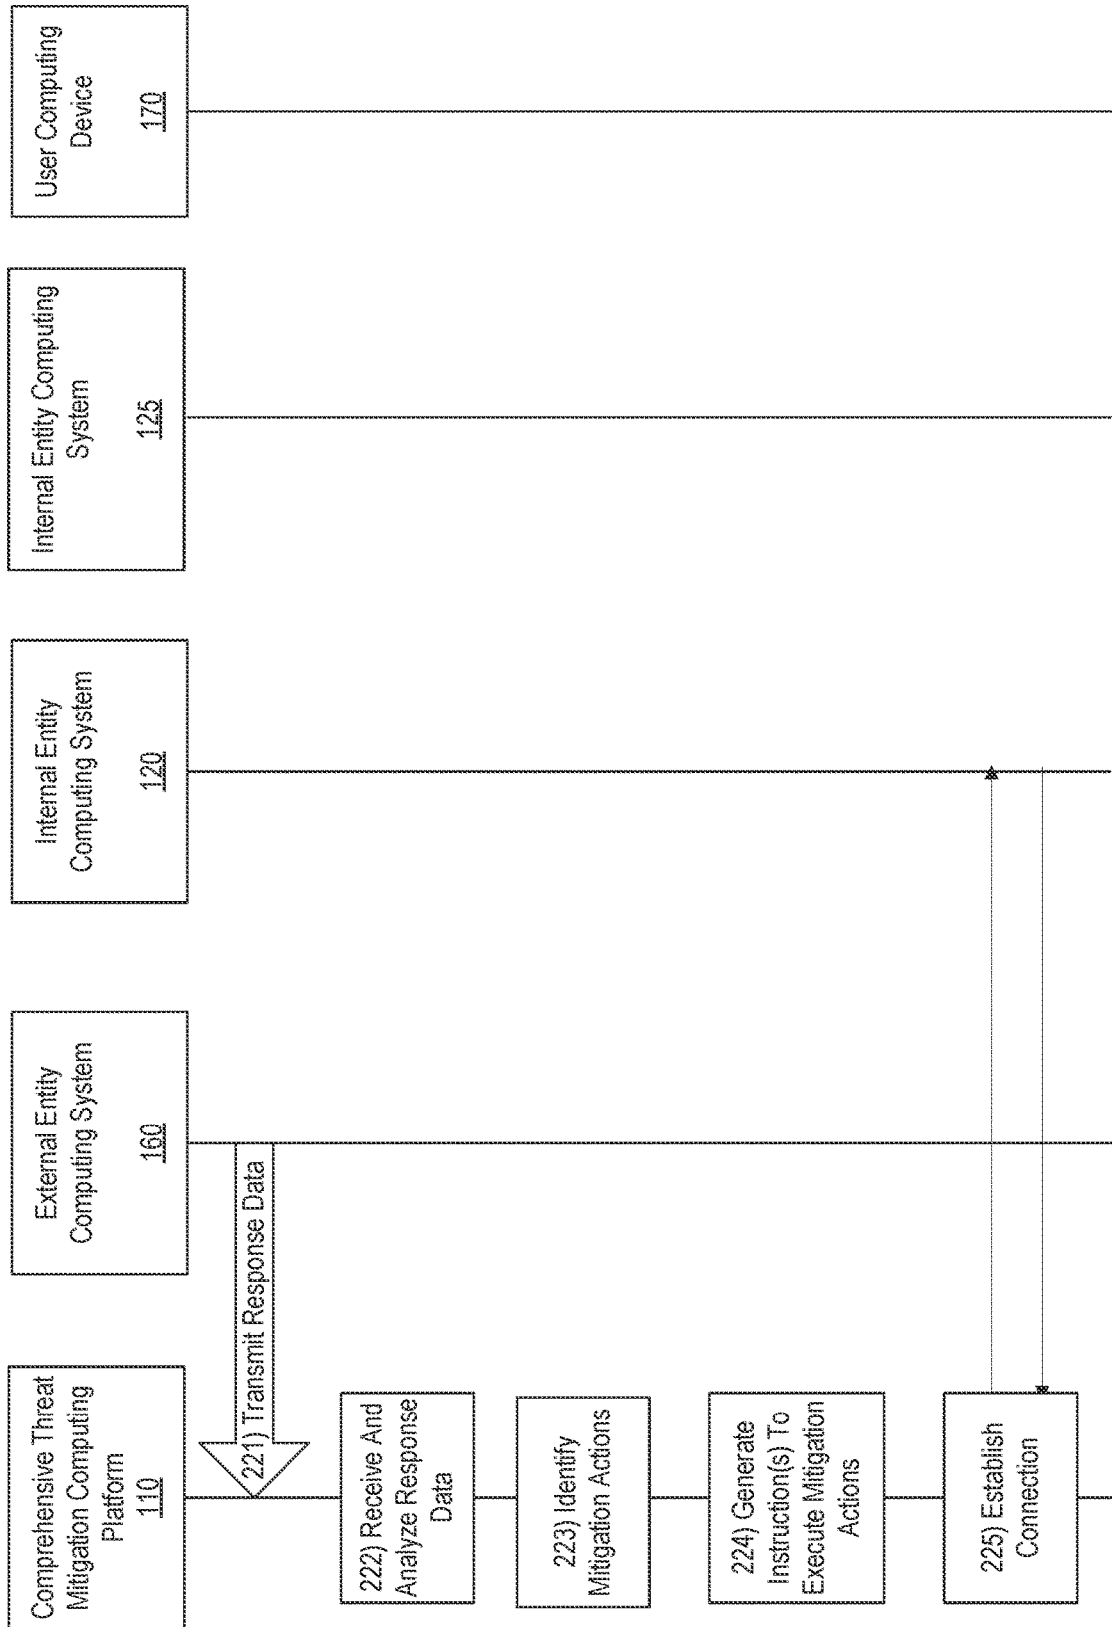 Comprehensive Threat
Mitigation Computing
Platform
110
External Entity
Computing System
160
Internal Entity
Computing System
120
Internal Entity Computing
System
125
User Computing
Device
170
221) Transmit Response Data
222) Receive And
Analyze Response
Data
223) Identify
Mitigation Actions
224) Generate
Instruction(s) To
Execute Mitigation
Actions
225) Establish
Connection